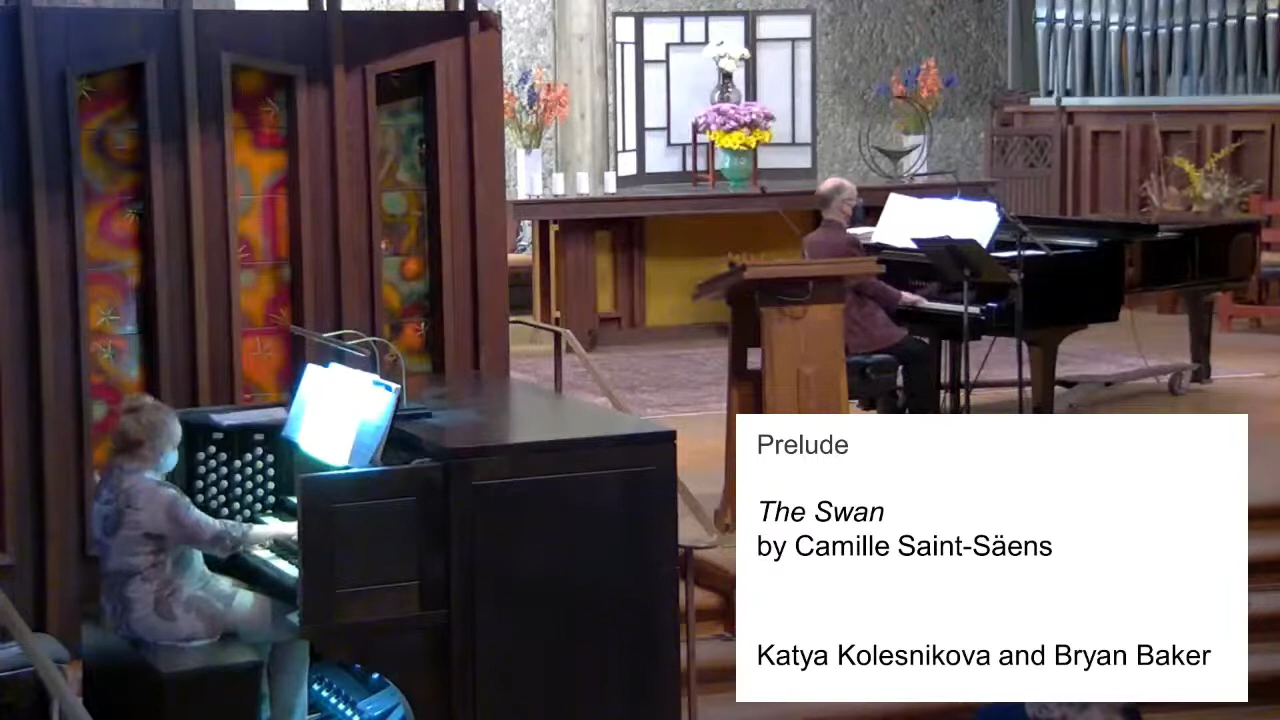 Prelude
The Swan
by Camille Saint-Säens
Katya Kolesnikova and Bryan Baker